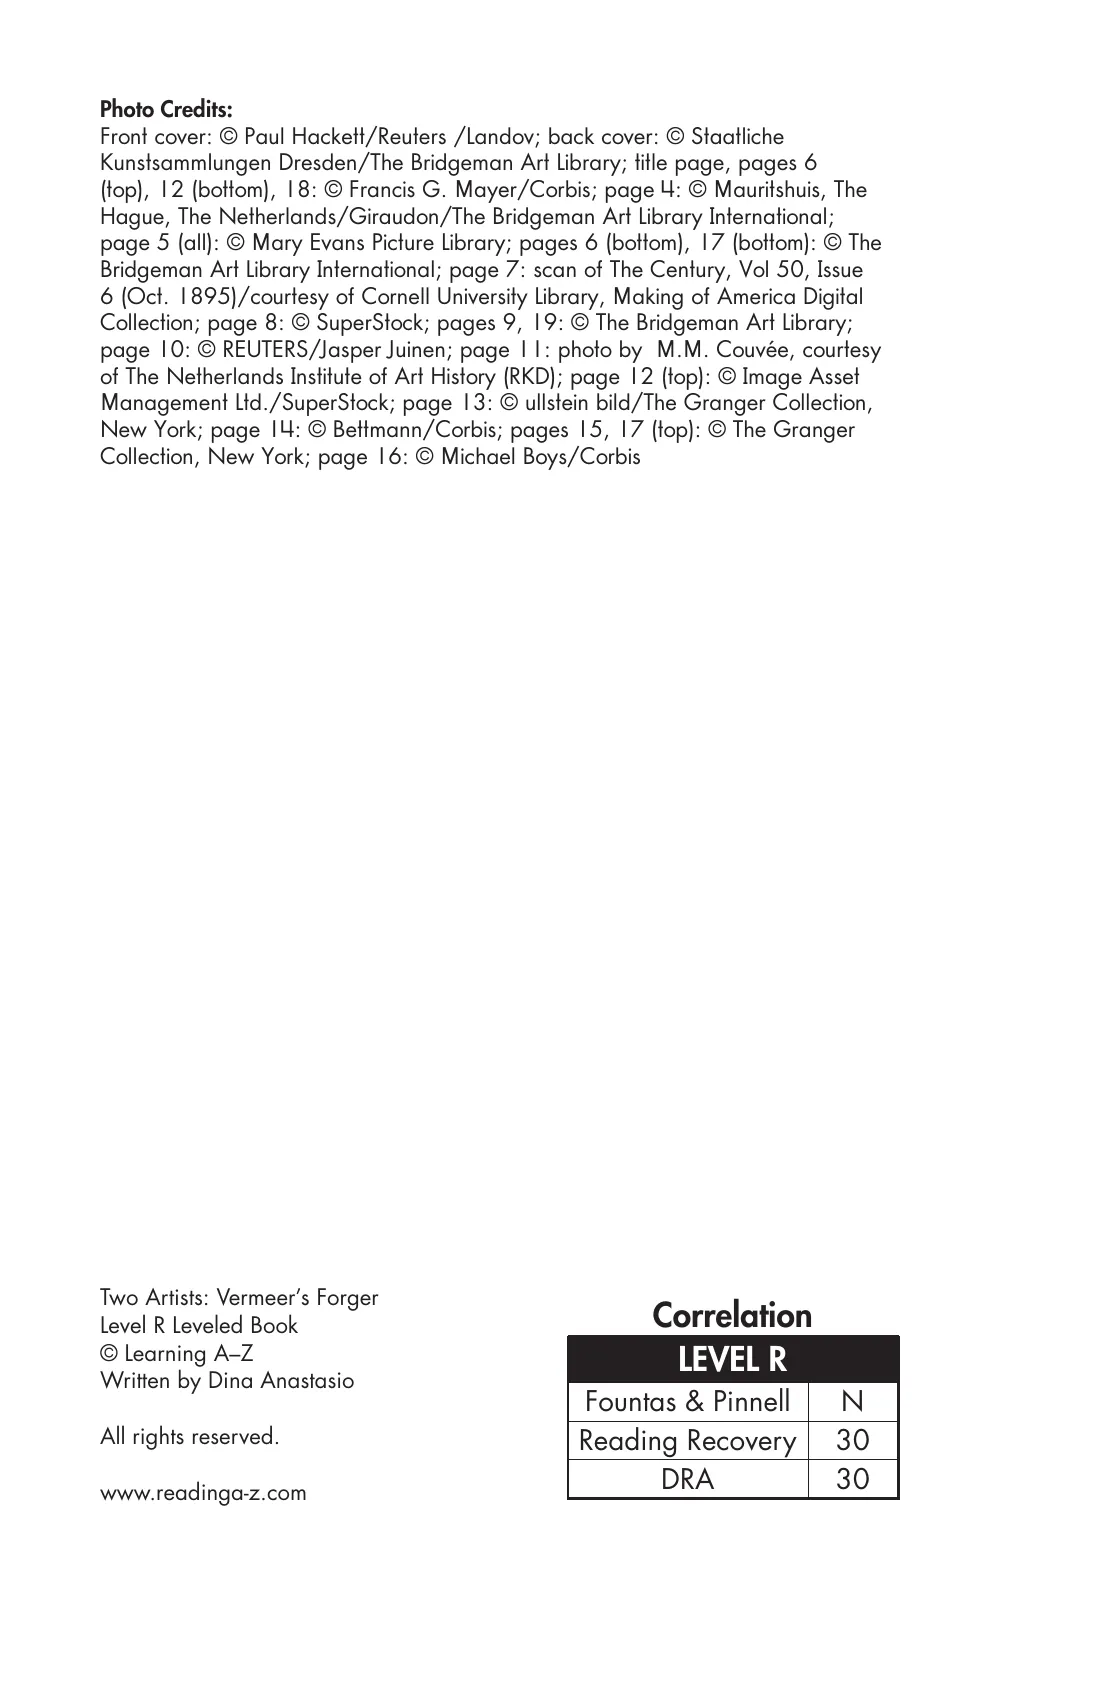 Photo Credits:
Front cover: © Paul Hackett/Reuters /Landov; back cover: © Staatliche
Kunstsammlungen Dresden/The Bridgeman Art Library; title page, pages 6
(top), 12 (bottom), 18: © Francis G. Mayer/Corbis; page 4: © Mauritshuis, The
Hague, The Netherlands/Giraudon/The Bridgeman Art Library International;
page 5 (all): © Mary Evans Picture Library; pages 6 (bottom), 17 (bottom): © The
Bridgeman Art Library International; page 7: scan of The Century, Vol 50, Issue
6 (Oct. 1895)/courtesy of Cornell University Library, Making of America Digital
Collection; page 8: © SuperStock; pages 9, 19: © The Bridgeman Art Library;
page 10: © REUTERS/Jasper Juinen; page 11: photo by  M.M. Couvée, courtesy
of The Netherlands Institute of Art History (RKD); page 12 (top): © Image Asset
Management Ltd./SuperStock; page 13: © ullstein bild/The Granger Collection,
New York; page 14: © Bettmann/Corbis; pages 15, 17 (top): © The Granger
Collection, New York; page 16: © Michael Boys/Corbis
Two Artists: Vermeer's Forger
Level R Leveled Book
© Learning A–Z
Written by Dina Anastasio
All rights reserved.
www.readinga-z.com
Correlation
LEVEL R
Fountas & Pinnell N
Reading Recovery 30
DRA 30